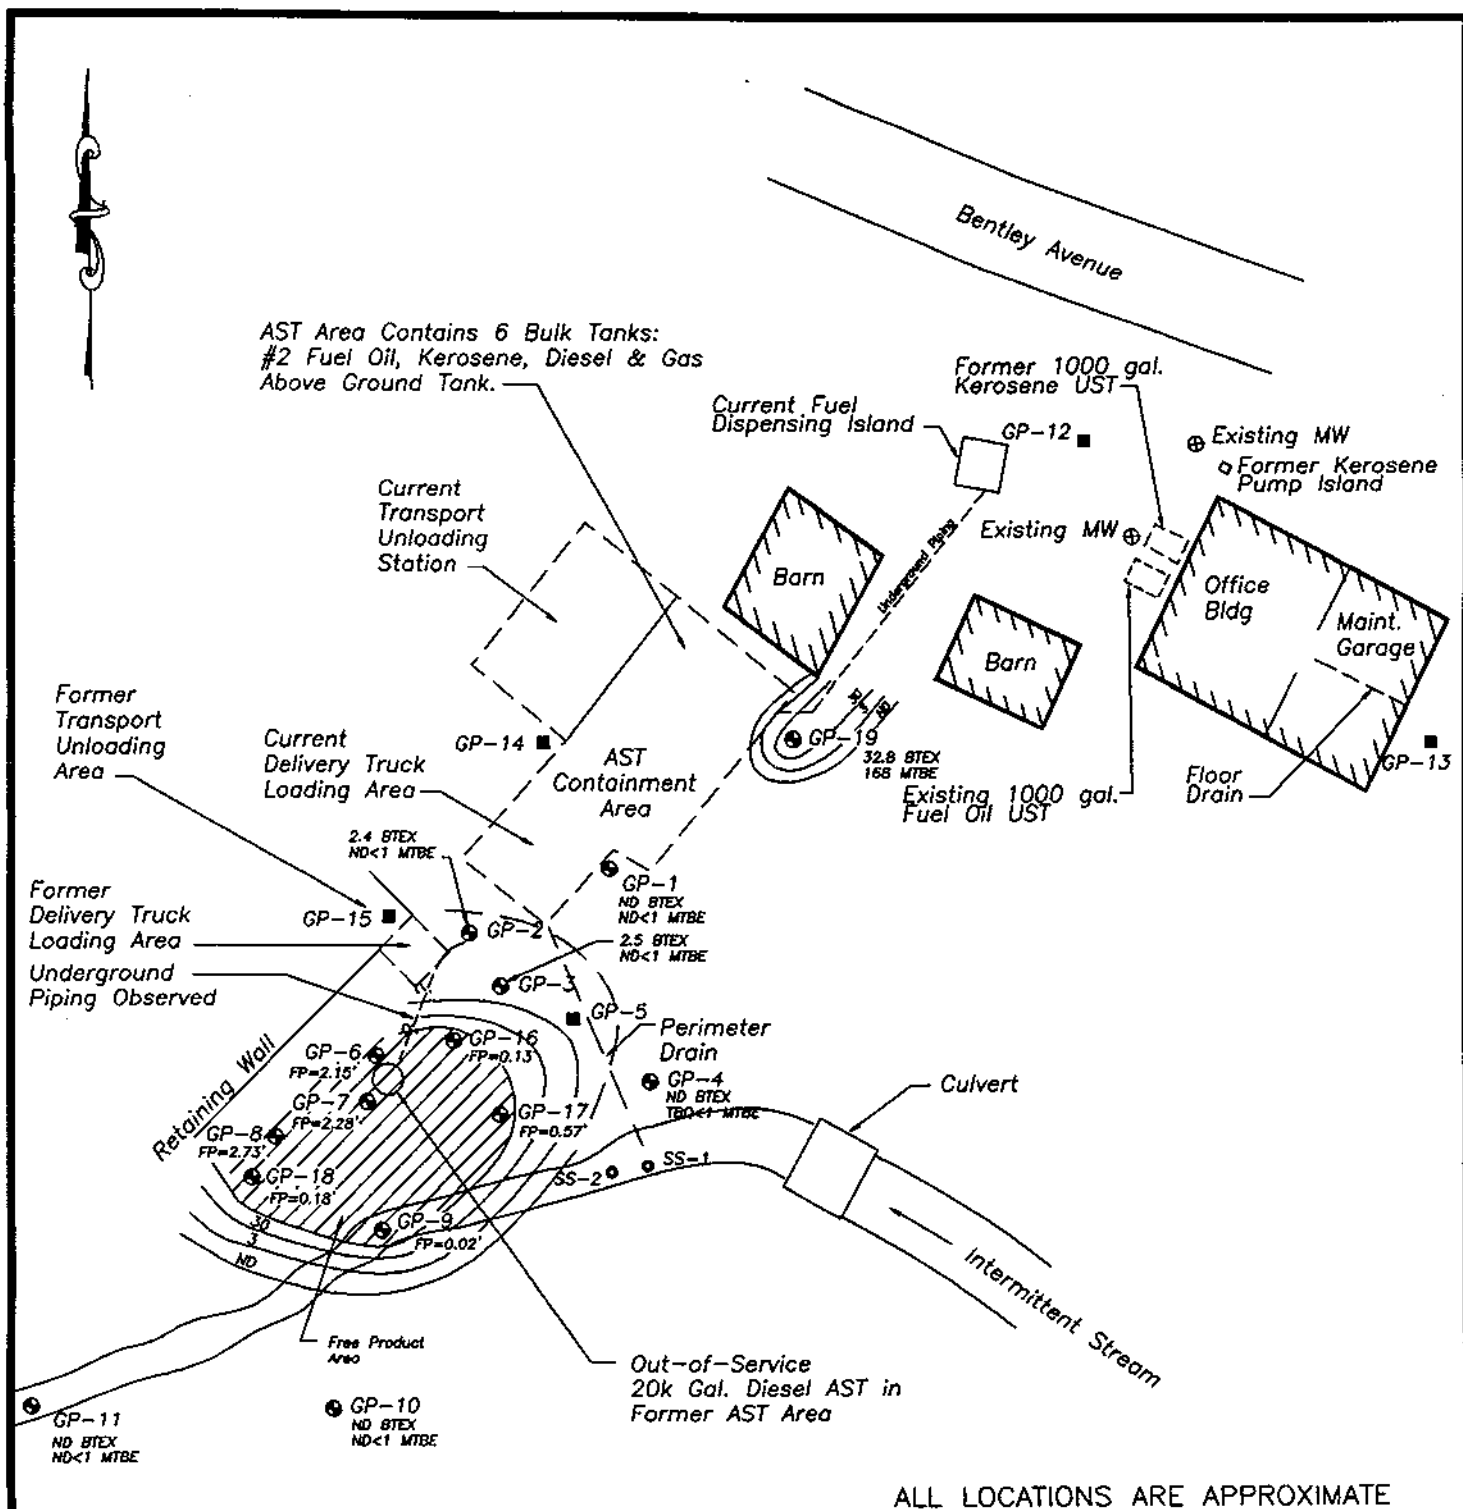 Bentley Avenue
AST Area Contains 6 Bulk Tanks:
#2 Fuel Oil, Kerosene, Diesel & Gas
Above Ground Tank.
Former 1000 gal.
Kerosene UST
Current Fuel
Dispensing Island
GP-12
Existing MW
Former Kerosene
Pump Island
Current
Transport
Unloading
Station
Existing MW
Underground Piping
Barn
Office
Bldg
Maint.
Garage
Barn
Former
Transport
Unloading
Area
GP-14
Current
Delivery Truck
Loading Area
AST
Containment
Area
30
3
ND
GP-19
32.8 BTEX
168 MTBE
Existing 1000 gal.
Fuel Oil UST
Floor
Drain
GP-13
2.4 BTEX
ND<1 MTBE
GP-1
ND BTEX
ND<1 MTBE
Former
Delivery Truck
Loading Area
GP-15
GP-2
2.5 BTEX
ND<1 MTBE
Underground
Piping Observed
GP-3
GP-5
Perimeter
Drain
GP-16
FP=0.13'
GP-6
FP=2.15'
GP-7
FP=2.28'
GP-4
ND BTEX
TBQ<1 MTBE
Culvert
Retaining Wall
GP-17
FP=0.57'
GP-8
FP=2.73'
GP-18
FP=0.18'
SS-1
SS-2
GP-9
FP=0.02'
30
3
ND
Intermittent Stream
Free Product
Area
Out-of-Service
20k Gal. Diesel AST in
Former AST Area
GP-11
ND BTEX
ND<1 MTBE
GP-10
ND BTEX
ND<1 MTBE
ALL LOCATIONS ARE APPROXIMATE